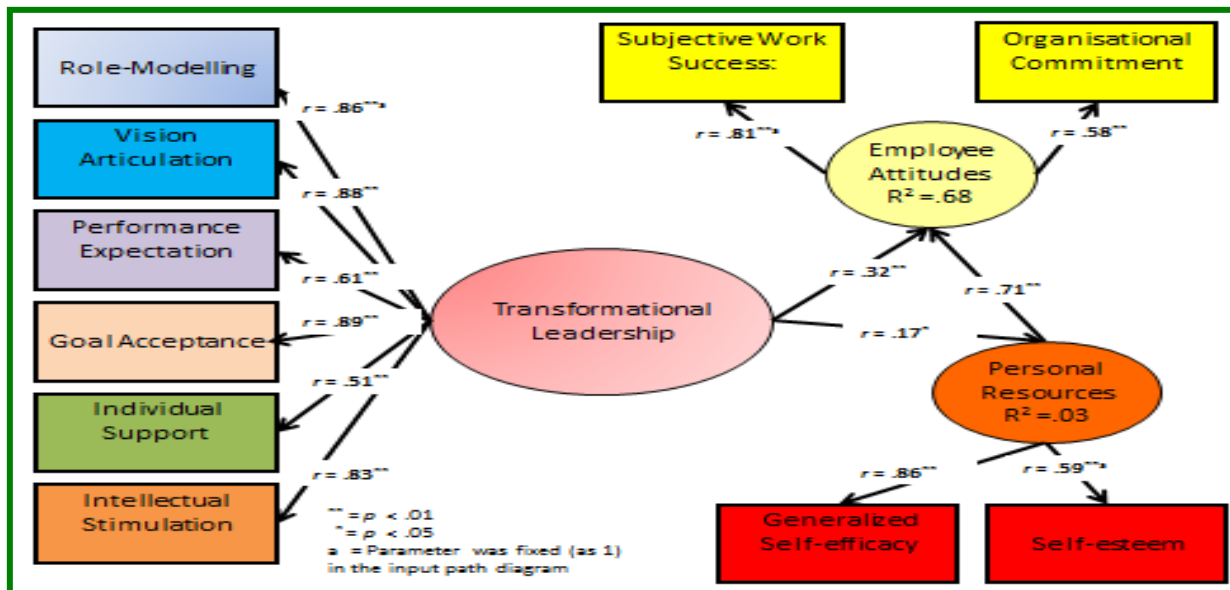 Role-Modelling
Vision
Articulation
Performance
Expectation
Goal Acceptance
Individual
Support
Intellectual
Stimulation
r = .86**a
r = .88**
r = .61**
r = .89**
r = .51**
r = .83**
** = p < .01
* = p < .05
a = Parameter was fixed (as 1)
in the input path diagram
Transformational
Leadership
Subjective Work
Success:
Organisational
Commitment
r = .81**a
r = .58**
Employee
Attitudes
R² =.68
r = .32**
r = .71**
r = .17*
Personal
Resources
R² =.03
r = .86**
r = .59**a
Generalized
Self-efficacy
Self-esteem